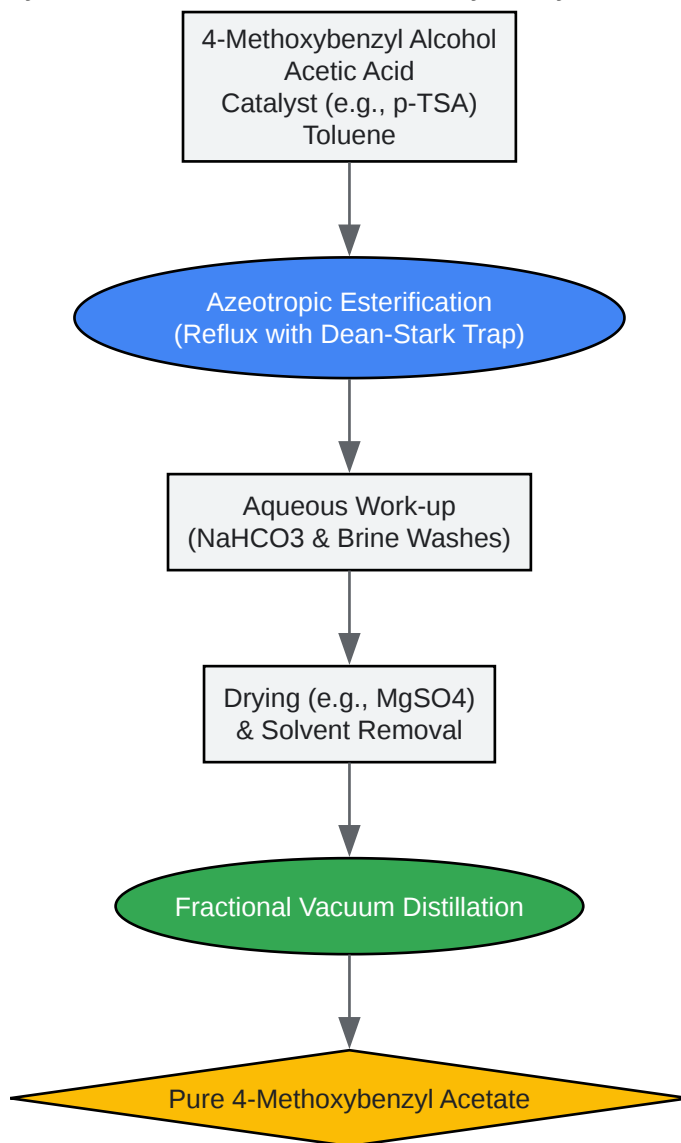 4-Methoxybenzyl Alcohol
Acetic Acid
Catalyst (e.g., p-TSA)
Toluene
Azeotropic Esterification
(Reflux with Dean-Stark Trap)
Aqueous Work-up
(NaHCO3 & Brine Washes)
Drying (e.g., MgSO4)
& Solvent Removal
Fractional Vacuum Distillation
Pure 4-Methoxybenzyl Acetate